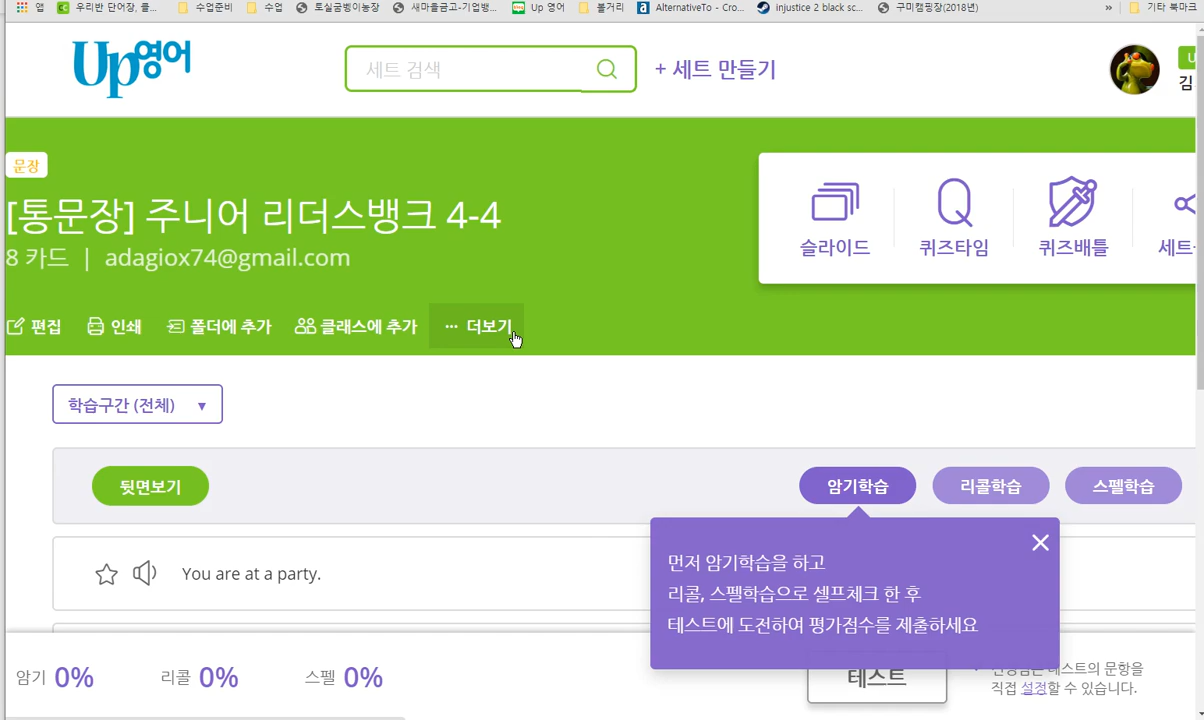 앱 우리반 단어장, 클... 수업준비 수업 토실굼벵이농장 새마을금고-기업뱅... Up 영어 볼거리 AlternativeTo - Cro... injustice 2 black sc... 구미캠핑장(2018년) » 기타 북마크
Up영어
세트 검색
+ 세트 만들기
김
문장
[통문장] 주니어 리더스뱅크 4-4
8 카드 | adagiox74@gmail.com
슬라이드 퀴즈타임 퀴즈배틀 세트
편집 인쇄 폴더에 추가 클래스에 추가 ··· 더보기
학습구간 (전체) ▼
뒷면보기 암기학습 리콜학습 스펠학습
You are at a party.
먼저 암기학습을 하고
리콜, 스펠학습으로 셀프체크 한 후
테스트에 도전하여 평가점수를 제출하세요
암기 0% 리콜 0% 스펠 0%
테스트
테스트의 문항을
직접 설정할 수 있습니다.